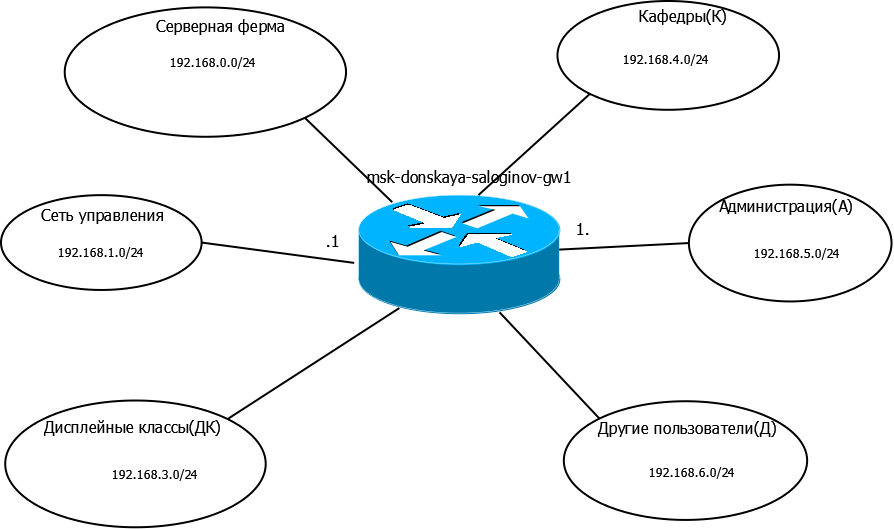 Серверная ферма
192.168.0.0/24
Кафедры(К)
192.168.4.0/24
msk-donskaya-saloginov-gw1
Сеть управления
192.168.1.0/24
.1
1.
Администрация(А)
192.168.5.0/24
Дисплейные классы(ДК)
192.168.3.0/24
Другие пользователи(Д)
192.168.6.0/24